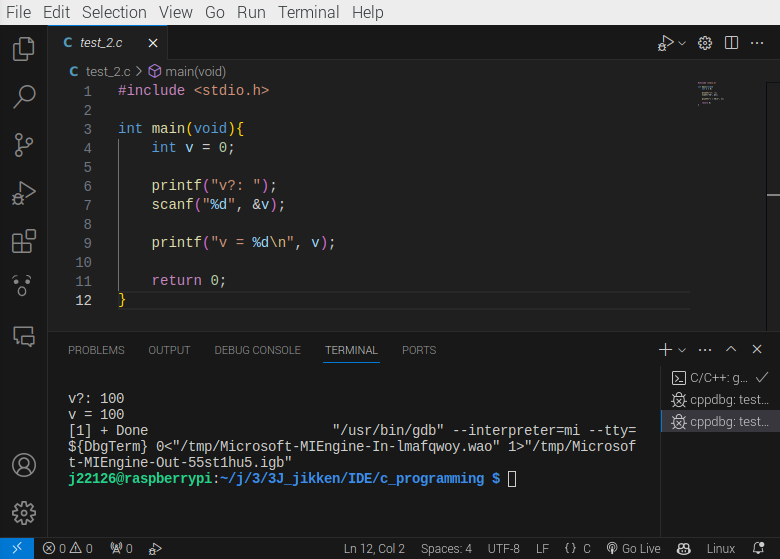 File Edit Selection View Go Run Terminal Help
C test_2.c
C test_2.c > main(void)
1 #include <stdio.h>
2
3 int main(void){
4 int v = 0;
5
6 printf("v?: ");
7 scanf("%d", &v);
8
9 printf("v = %d\n", v);
10
11 return 0;
12 }
PROBLEMS OUTPUT DEBUG CONSOLE TERMINAL PORTS
v?: 100
v = 100
[1] + Done "/usr/bin/gdb" --interpreter=mi --tty=
${DbgTerm} 0<"/tmp/Microsoft-MIEngine-In-lmafqwoy.wao" 1>"/tmp/Microsof
t-MIEngine-Out-55st1hu5.igb"
j22126@raspberrypi:~/j/3/3J_jikken/IDE/c_programming $
C/C++: g...
cppdbg: test...
cppdbg: test...
0 0 0 Ln 12, Col 2 Spaces: 4 UTF-8 LF {} C Go Live Linux